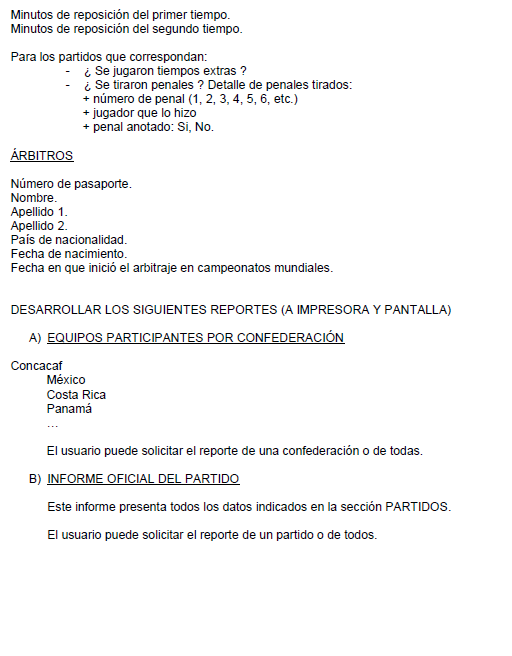 Minutos de reposición del primer tiempo.
Minutos de reposición del segundo tiempo.
Para los partidos que correspondan:
- ¿ Se jugaron tiempos extras ?
- ¿ Se tiraron penales ? Detalle de penales tirados:
+ número de penal (1, 2, 3, 4, 5, 6, etc.)
+ jugador que lo hizo
+ penal anotado: Si, No.
ÁRBITROS
Número de pasaporte.
Nombre.
Apellido 1.
Apellido 2.
País de nacionalidad.
Fecha de nacimiento.
Fecha en que inició el arbitraje en campeonatos mundiales.
DESARROLLAR LOS SIGUIENTES REPORTES (A IMPRESORA Y PANTALLA)
A) EQUIPOS PARTICIPANTES POR CONFEDERACIÓN
Concacaf
México
Costa Rica
Panamá
…
El usuario puede solicitar el reporte de una confederación o de todas.
B) INFORME OFICIAL DEL PARTIDO
Este informe presenta todos los datos indicados en la sección PARTIDOS.
El usuario puede solicitar el reporte de un partido o de todos.